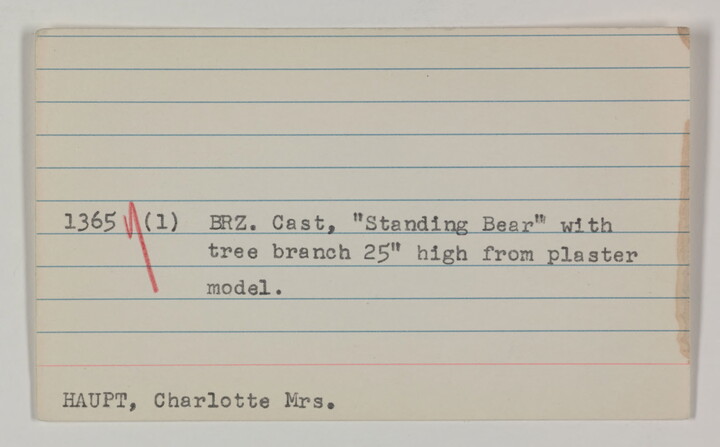 1365 (1) BRZ. Cast, "Standing Bear"" with
tree branch 25" high from plaster
model.
HAUPT, Charlotte Mrs.